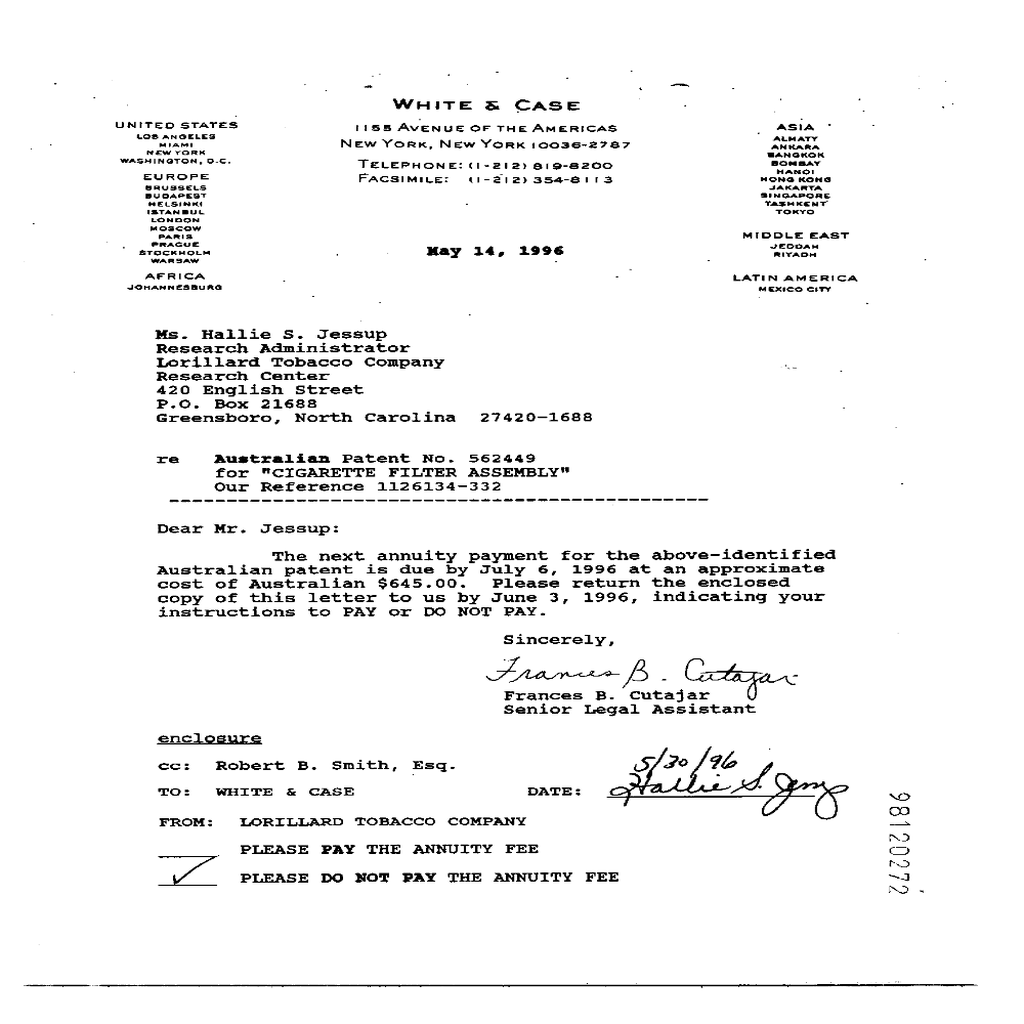 WHITE & CASE
1155 AVENUE OF THE AMERICAS
NEW YORK, NEW YORK 10036-2787
TELEPHONE: (1-212) 819-8200
FACSIMILE: (1-212) 354-8113
UNITED STATES
LOS ANGELES
MIAMI
NEW YORK
WASHINGTON, D.C.
EUROPE
BRUSSELS
BUDAPEST
HELSINKI
ISTANBUL
LONDON
MOSCOW
PARIS
PRAGUE
STOCKHOLM
WARSAW
AFRICA
JOHANNESBURG
ASIA
ALMATY
ANKARA
BANGKOK
BOMBAY
HANOI
HONG KONG
JAKARTA
SINGAPORE
TASHKENT
TOKYO
MIDDLE EAST
JEDDAH
RIYADH
LATIN AMERICA
MEXICO CITY
May 14, 1996
Ms. Hallie S. Jessup
Research Administrator
Lorillard Tobacco Company
Research Center
420 English Street
P.O. Box 21688
Greensboro, North Carolina 27420-1688
re Australian Patent No. 562449
for "CIGARETTE FILTER ASSEMBLY"
Our Reference 1126134-332
Dear Mr. Jessup:
The next annuity payment for the above-identified
Australian patent is due by July 6, 1996 at an approximate
cost of Australian $645.00. Please return the enclosed
copy of this letter to us by June 3, 1996, indicating your
instructions to PAY or DO NOT PAY.
Sincerely,
Frances B. Cutajar
Frances B. Cutajar
Senior Legal Assistant
enclosure
cc: Robert B. Smith, Esq.
5/30/96
TO: WHITE & CASE DATE: Hallie S.
FROM: LORILLARD TOBACCO COMPANY
PLEASE PAY THE ANNUITY FEE
✓ PLEASE DO NOT PAY THE ANNUITY FEE
98120272